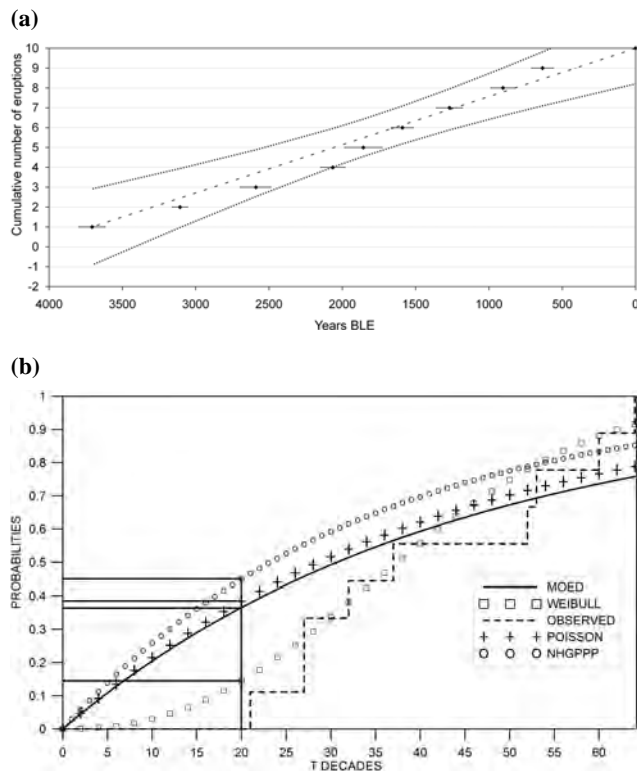 (a)
Cumulative number of eruptions
10
9
8
7
6
5
4
3
2
1
0
-1
-2
4000 3500 3000 2500 2000 1500 1000 500 0
Years BLE
(b)
PROBABILITIES
1
0.9
0.8
0.7
0.6
0.5
0.4
0.3
0.2
0.1
0
MOED
WEIBULL
OBSERVED
POISSON
NHGPPP
0 5 10 15 20 25 30 35 40 45 50 55 60
T DECADES